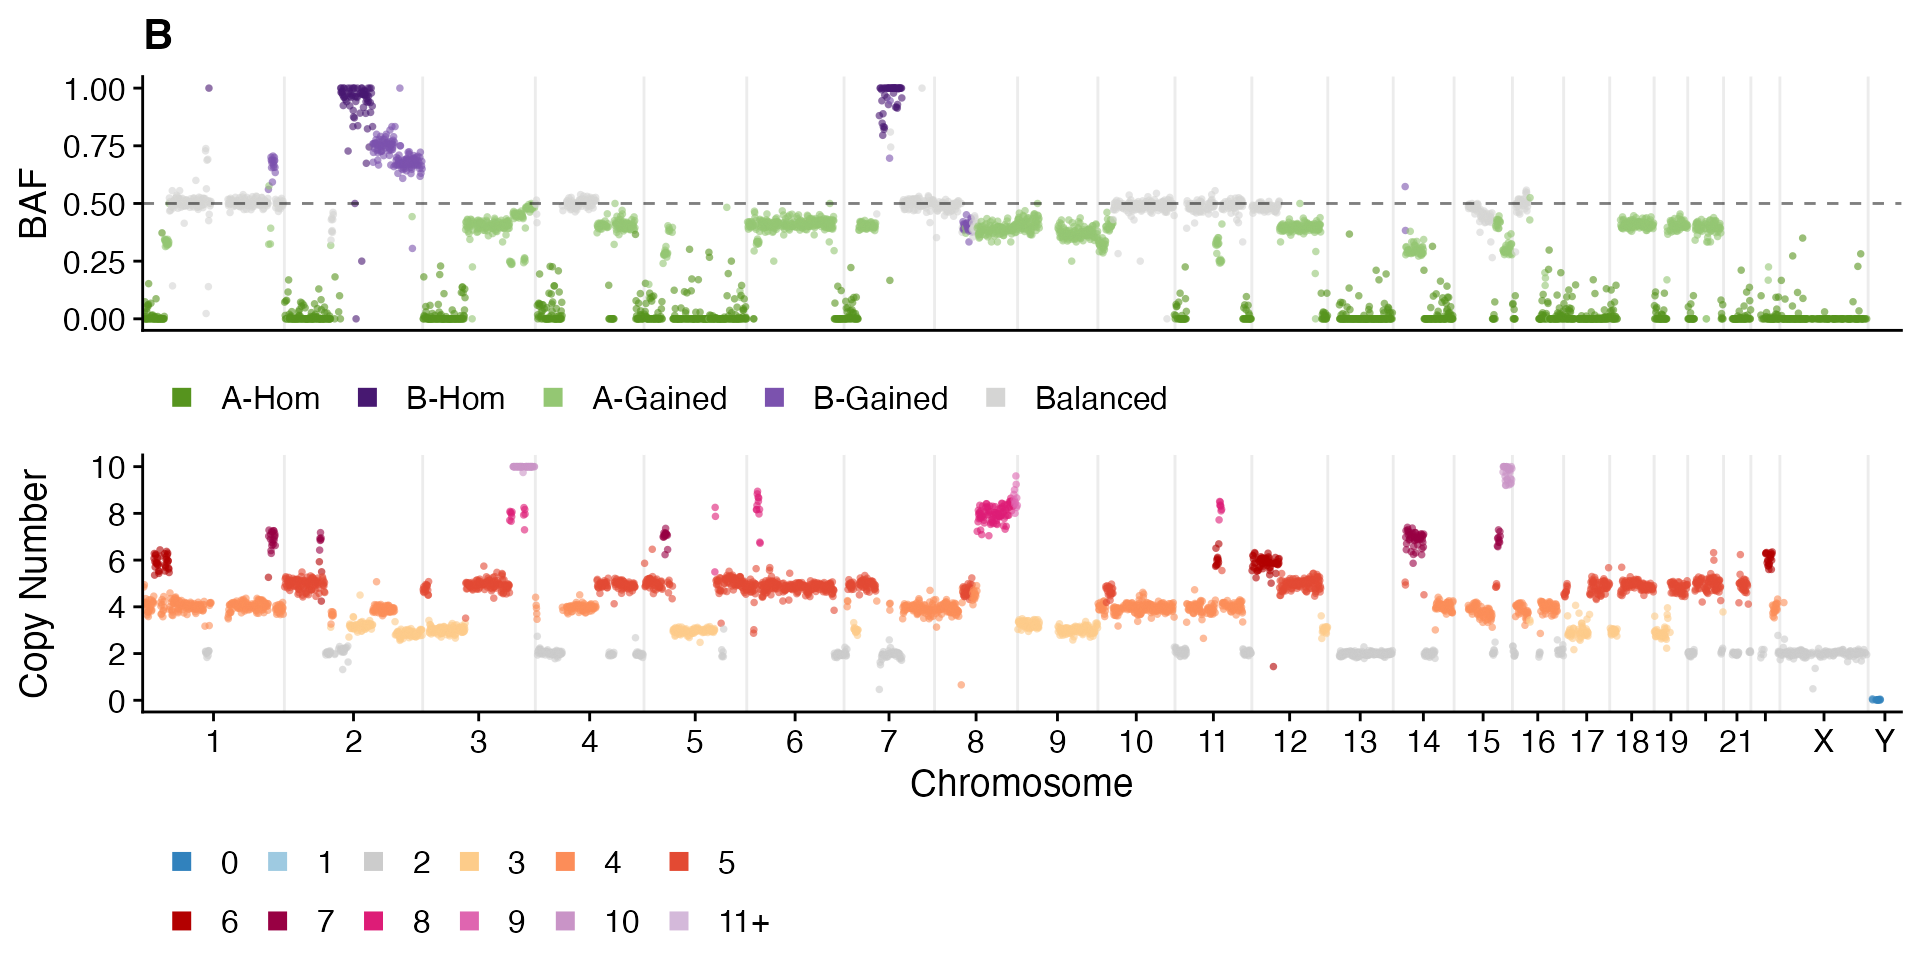 B
1.00
0.75
0.50
0.25
0.00
BAF
A-Hom B-Hom A-Gained B-Gained Balanced
10
8
6
4
2
0
Copy Number
1 2 3 4 5 6 7 8 9 10 11 12 13 14 15 16 17 18 19 21 X Y
Chromosome
0 1 2 3 4 5
6 7 8 9 10 11+